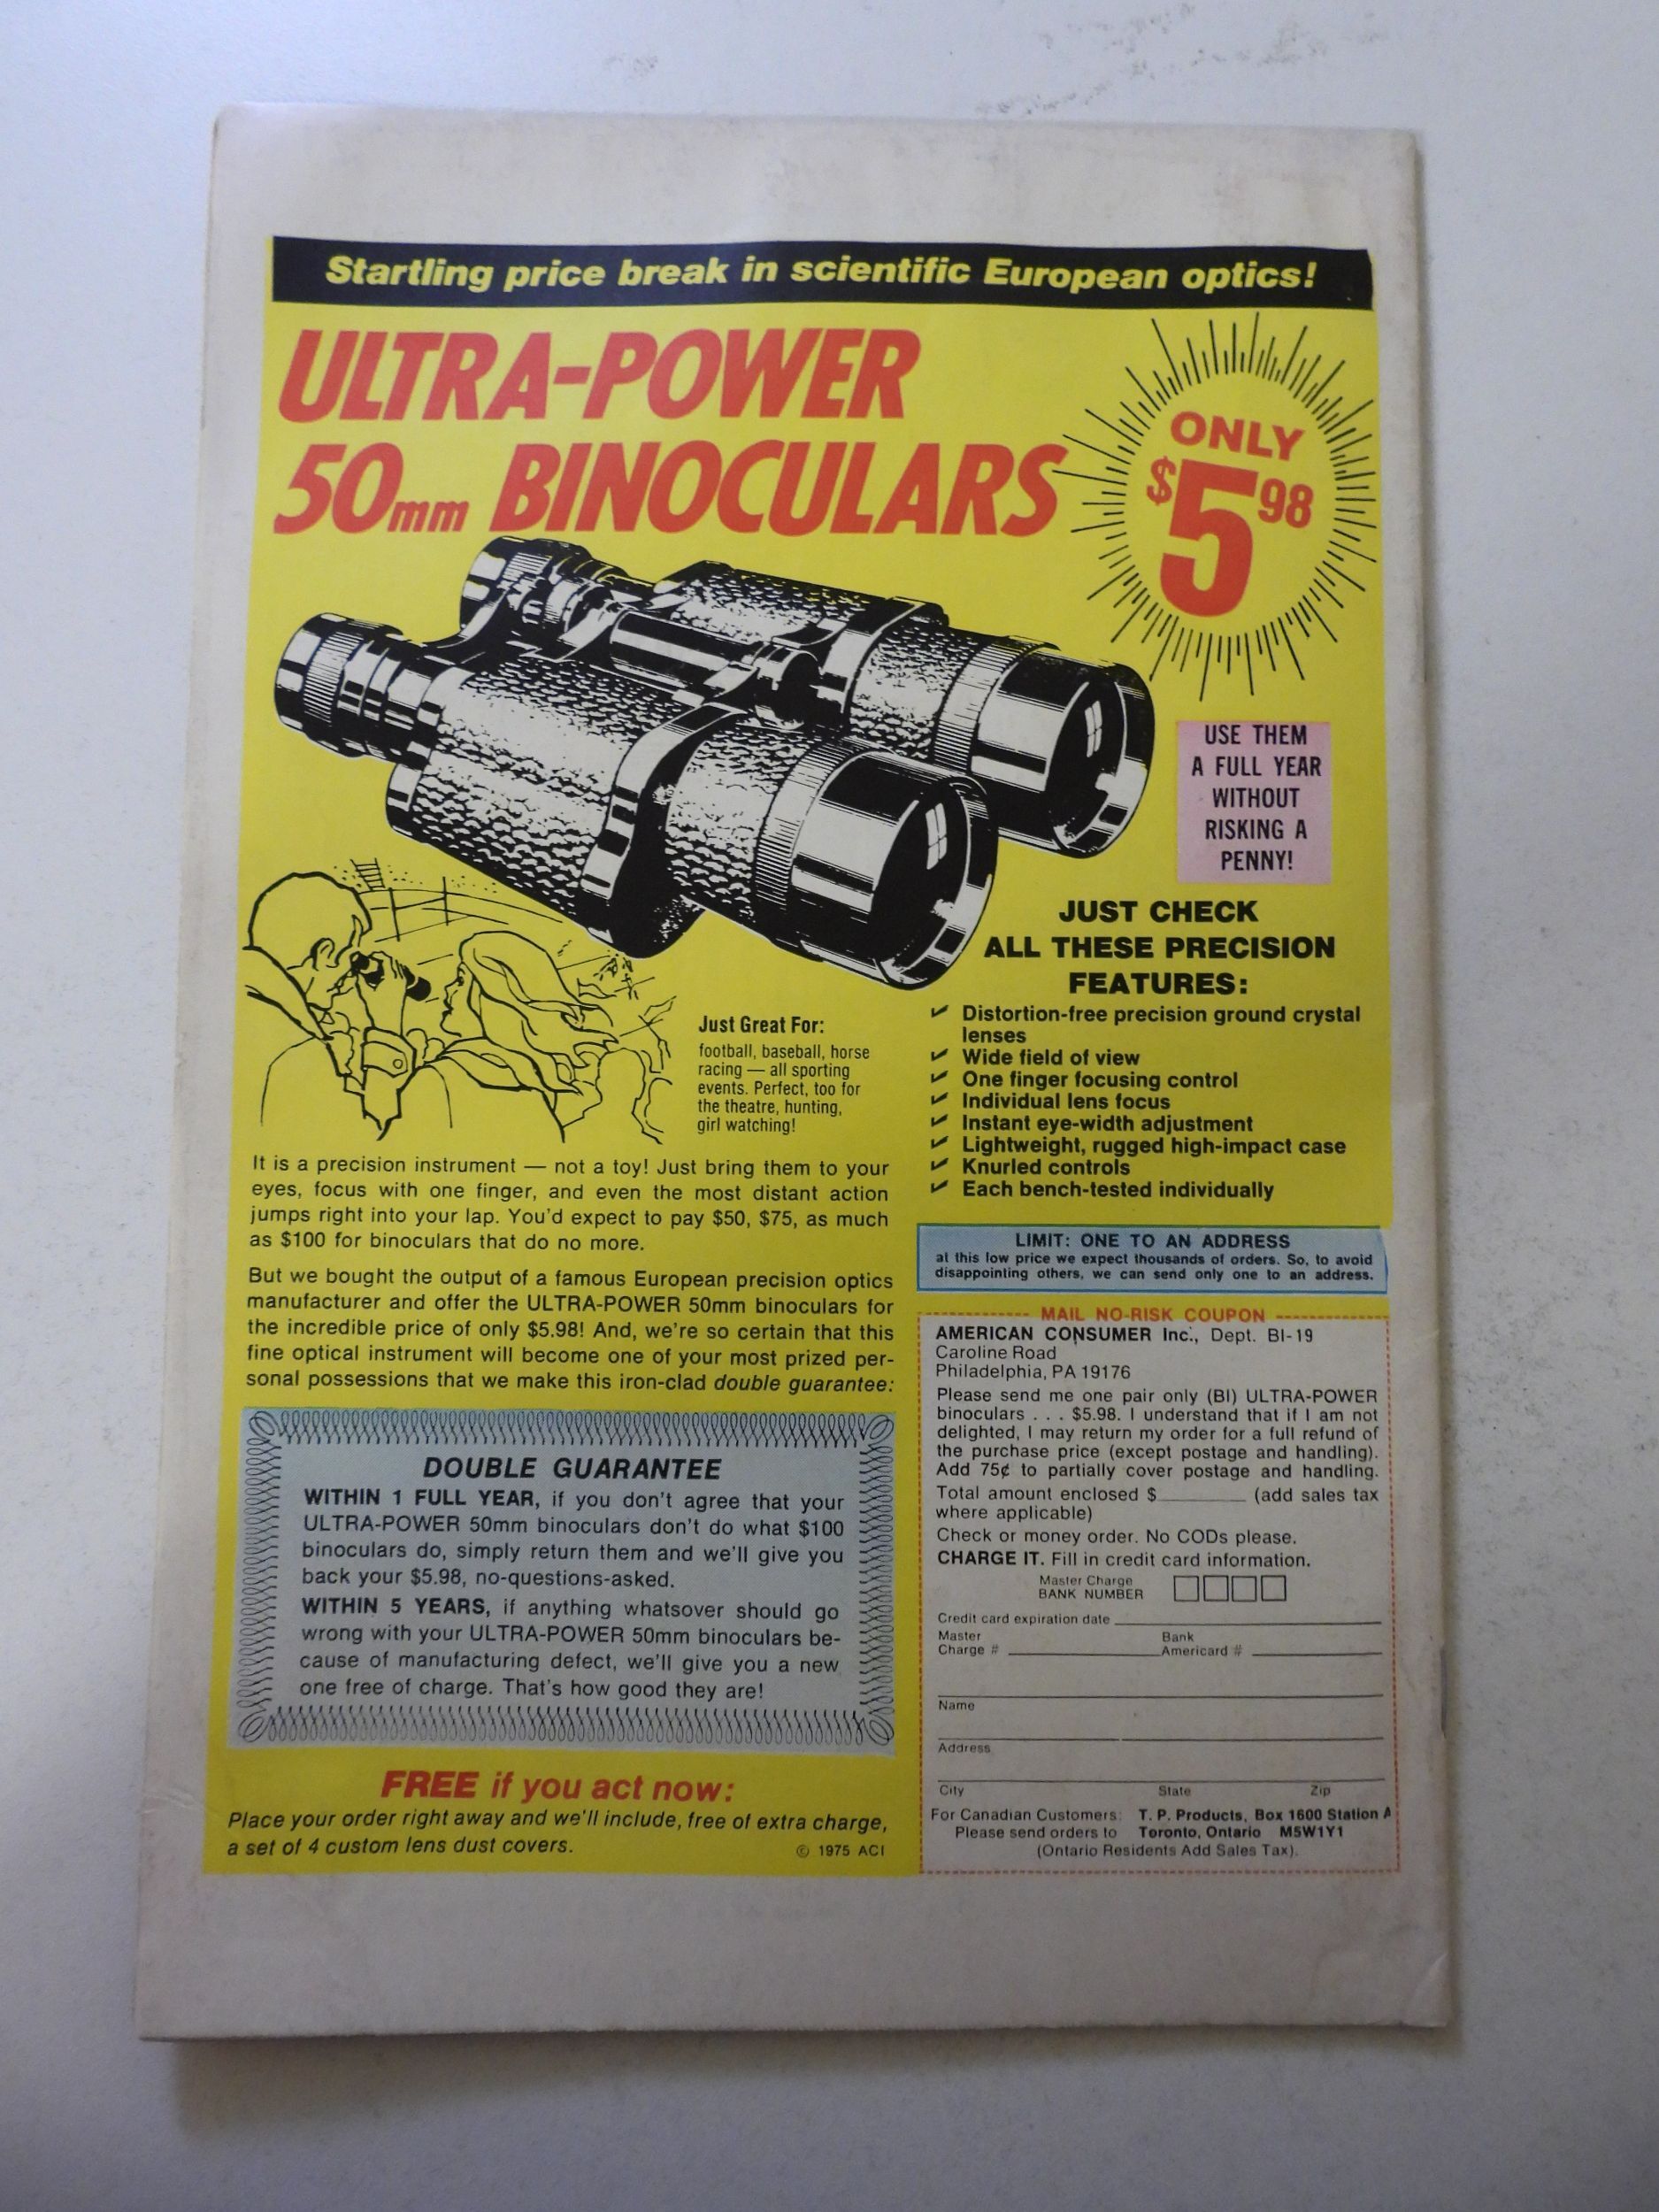 Startling price break in scientific European optics!
ULTRA-POWER
50mm BINOCULARS
ONLY
$5 98
USE THEM
A FULL YEAR
WITHOUT
RISKING A
PENNY!
JUST CHECK
ALL THESE PRECISION
FEATURES:
✓ Distortion-free precision ground crystal
lenses
✓ Wide field of view
✓ One finger focusing control
✓ Individual lens focus
✓ Instant eye-width adjustment
✓ Lightweight, rugged high-impact case
✓ Knurled controls
✓ Each bench-tested individually
Just Great For:
football, baseball, horse
racing — all sporting
events. Perfect, too for
the theatre, hunting,
girl watching!
It is a precision instrument — not a toy! Just bring them to your
eyes, focus with one finger, and even the most distant action
jumps right into your lap. You'd expect to pay $50, $75, as much
as $100 for binoculars that do no more.
But we bought the output of a famous European precision optics
manufacturer and offer the ULTRA-POWER 50mm binoculars for
the incredible price of only $5.98! And, we're so certain that this
fine optical instrument will become one of your most prized per-
sonal possessions that we make this iron-clad double guarantee:
DOUBLE GUARANTEE
WITHIN 1 FULL YEAR, if you don't agree that your
ULTRA-POWER 50mm binoculars don't do what $100
binoculars do, simply return them and we'll give you
back your $5.98, no-questions-asked.
WITHIN 5 YEARS, if anything whatsover should go
wrong with your ULTRA-POWER 50mm binoculars be-
cause of manufacturing defect, we'll give you a new
one free of charge. That's how good they are!
FREE if you act now:
Place your order right away and we'll include, free of extra charge,
a set of 4 custom lens dust covers.
© 1975 ACI
LIMIT: ONE TO AN ADDRESS
at this low price we expect thousands of orders. So, to avoid
disappointing others, we can send only one to an address.
MAIL NO-RISK COUPON
AMERICAN CONSUMER Inc., Dept. BI-19
Caroline Road
Philadelphia, PA 19176
Please send me one pair only (BI) ULTRA-POWER
binoculars . . . $5.98. I understand that if I am not
delighted, I may return my order for a full refund of
the purchase price (except postage and handling).
Add 75¢ to partially cover postage and handling.
Total amount enclosed $________ (add sales tax
where applicable)
Check or money order. No CODs please.
CHARGE IT. Fill in credit card information.
Master Charge
BANK NUMBER
Credit card expiration date
Master Bank
Charge # Americard #
Name
Address
City State Zip
For Canadian Customers: T. P. Products, Box 1600 Station A
Please send orders to Toronto, Ontario M5W1Y1
(Ontario Residents Add Sales Tax).